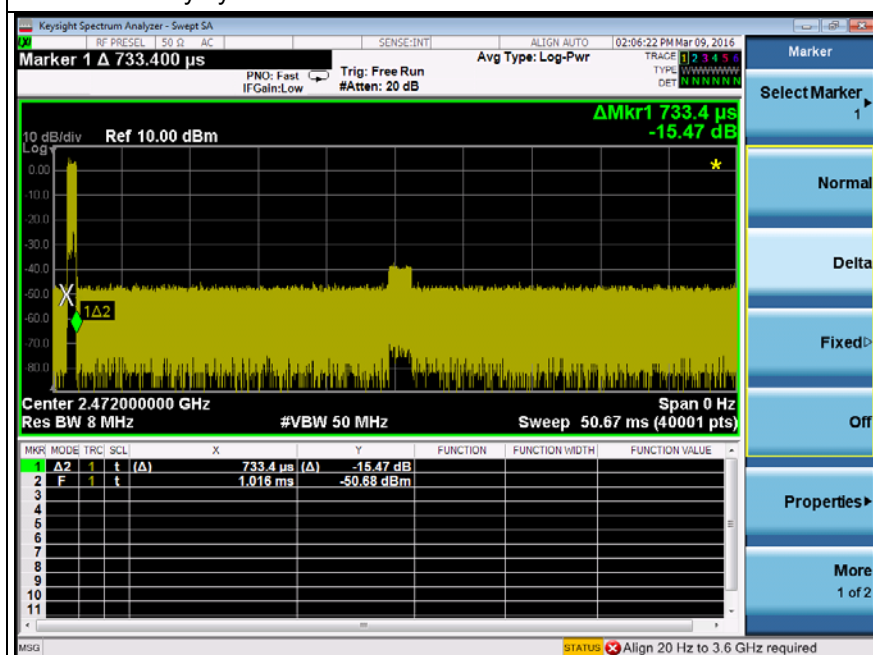 Keysight Spectrum Analyzer - Swept SA
RF PRESEL 50 Ω AC SENSE:INT ALIGN AUTO 02:06:22 PM Mar 09, 2016
Marker 1 Δ 733.400 µs
PNO: Fast
IFGain:Low
Trig: Free Run
#Atten: 20 dB
Avg Type: Log-Pwr
TRACE 1 2 3 4 5 6
TYPE WWWWWW
DET N N N N N N
ΔMkr1 733.4 µs
-15.47 dB
10 dB/div Ref 10.00 dBm
Log
0.00
-10.0
-20.0
-30.0
-40.0
-50.0
-60.0
-70.0
-80.0
X
1Δ2
*
Center 2.472000000 GHz Span 0 Hz
Res BW 8 MHz #VBW 50 MHz Sweep 50.67 ms (40001 pts)
MKR MODE TRC SCL X Y FUNCTION FUNCTION WIDTH FUNCTION VALUE
1 Δ2 1 t (Δ) 733.4 µs (Δ) -15.47 dB
2 F 1 t 1.016 ms -50.68 dBm
3
4
5
6
7
8
9
10
11
MSG STATUS Align 20 Hz to 3.6 GHz required
Marker
Select Marker
1
Normal
Delta
Fixed
Off
Properties
More
1 of 2